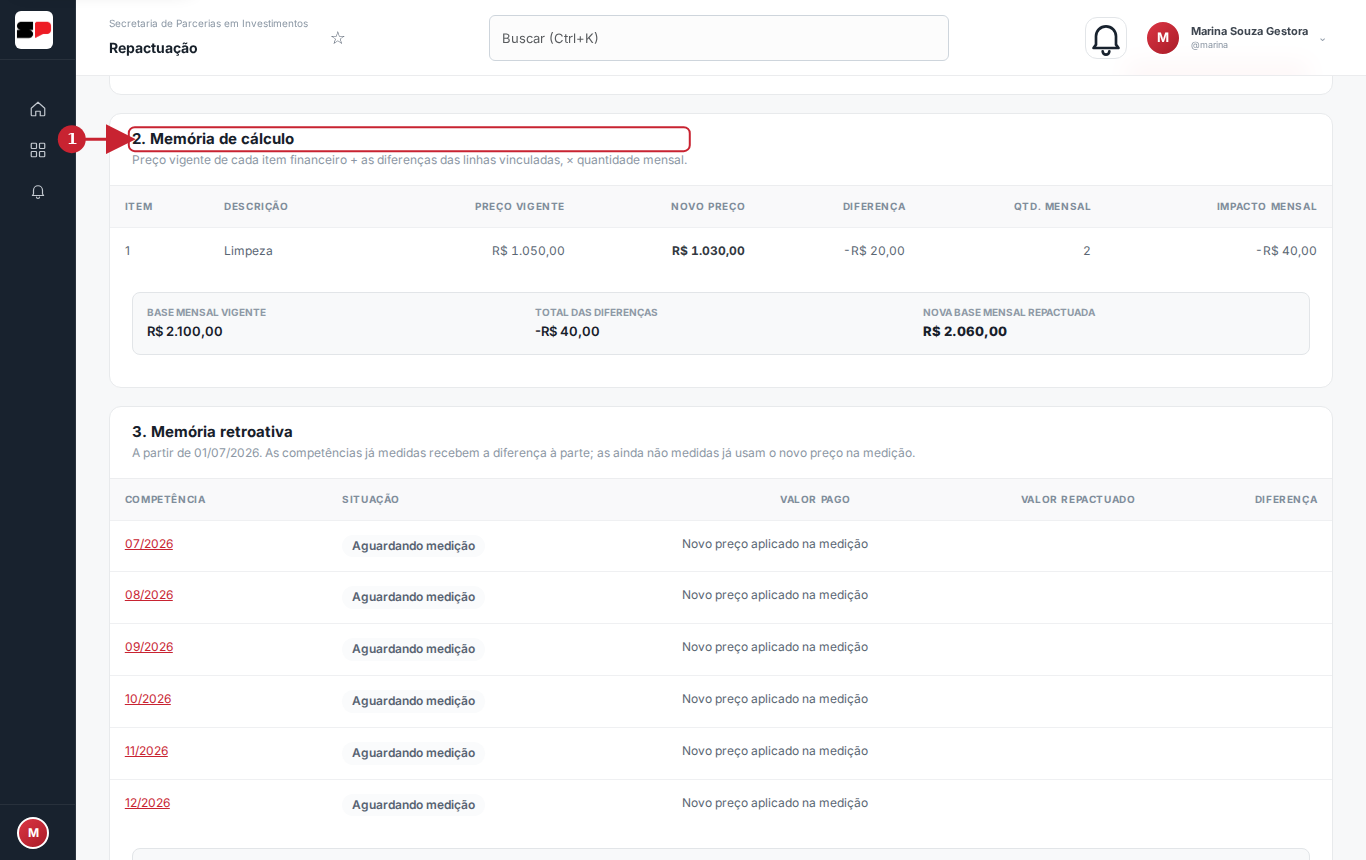 SP
Secretaria de Parcerias em Investimentos
Repactuação
Buscar (Ctrl+K)
M
Marina Souza Gestora
@marina
1
2. Memória de cálculo
Preço vigente de cada item financeiro + as diferenças das linhas vinculadas, × quantidade mensal.
ITEM DESCRIÇÃO PREÇO VIGENTE NOVO PREÇO DIFERENÇA QTD. MENSAL IMPACTO MENSAL
1 Limpeza R$ 1.050,00 R$ 1.030,00 -R$ 20,00 2 -R$ 40,00
BASE MENSAL VIGENTE TOTAL DAS DIFERENÇAS NOVA BASE MENSAL REPACTUADA
R$ 2.100,00 -R$ 40,00 R$ 2.060,00
3. Memória retroativa
A partir de 01/07/2026. As competências já medidas recebem a diferença à parte; as ainda não medidas já usam o novo preço na medição.
COMPETÊNCIA SITUAÇÃO VALOR PAGO VALOR REPACTUADO DIFERENÇA
07/2026 Aguardando medição Novo preço aplicado na medição
08/2026 Aguardando medição Novo preço aplicado na medição
09/2026 Aguardando medição Novo preço aplicado na medição
10/2026 Aguardando medição Novo preço aplicado na medição
11/2026 Aguardando medição Novo preço aplicado na medição
12/2026 Aguardando medição Novo preço aplicado na medição
M